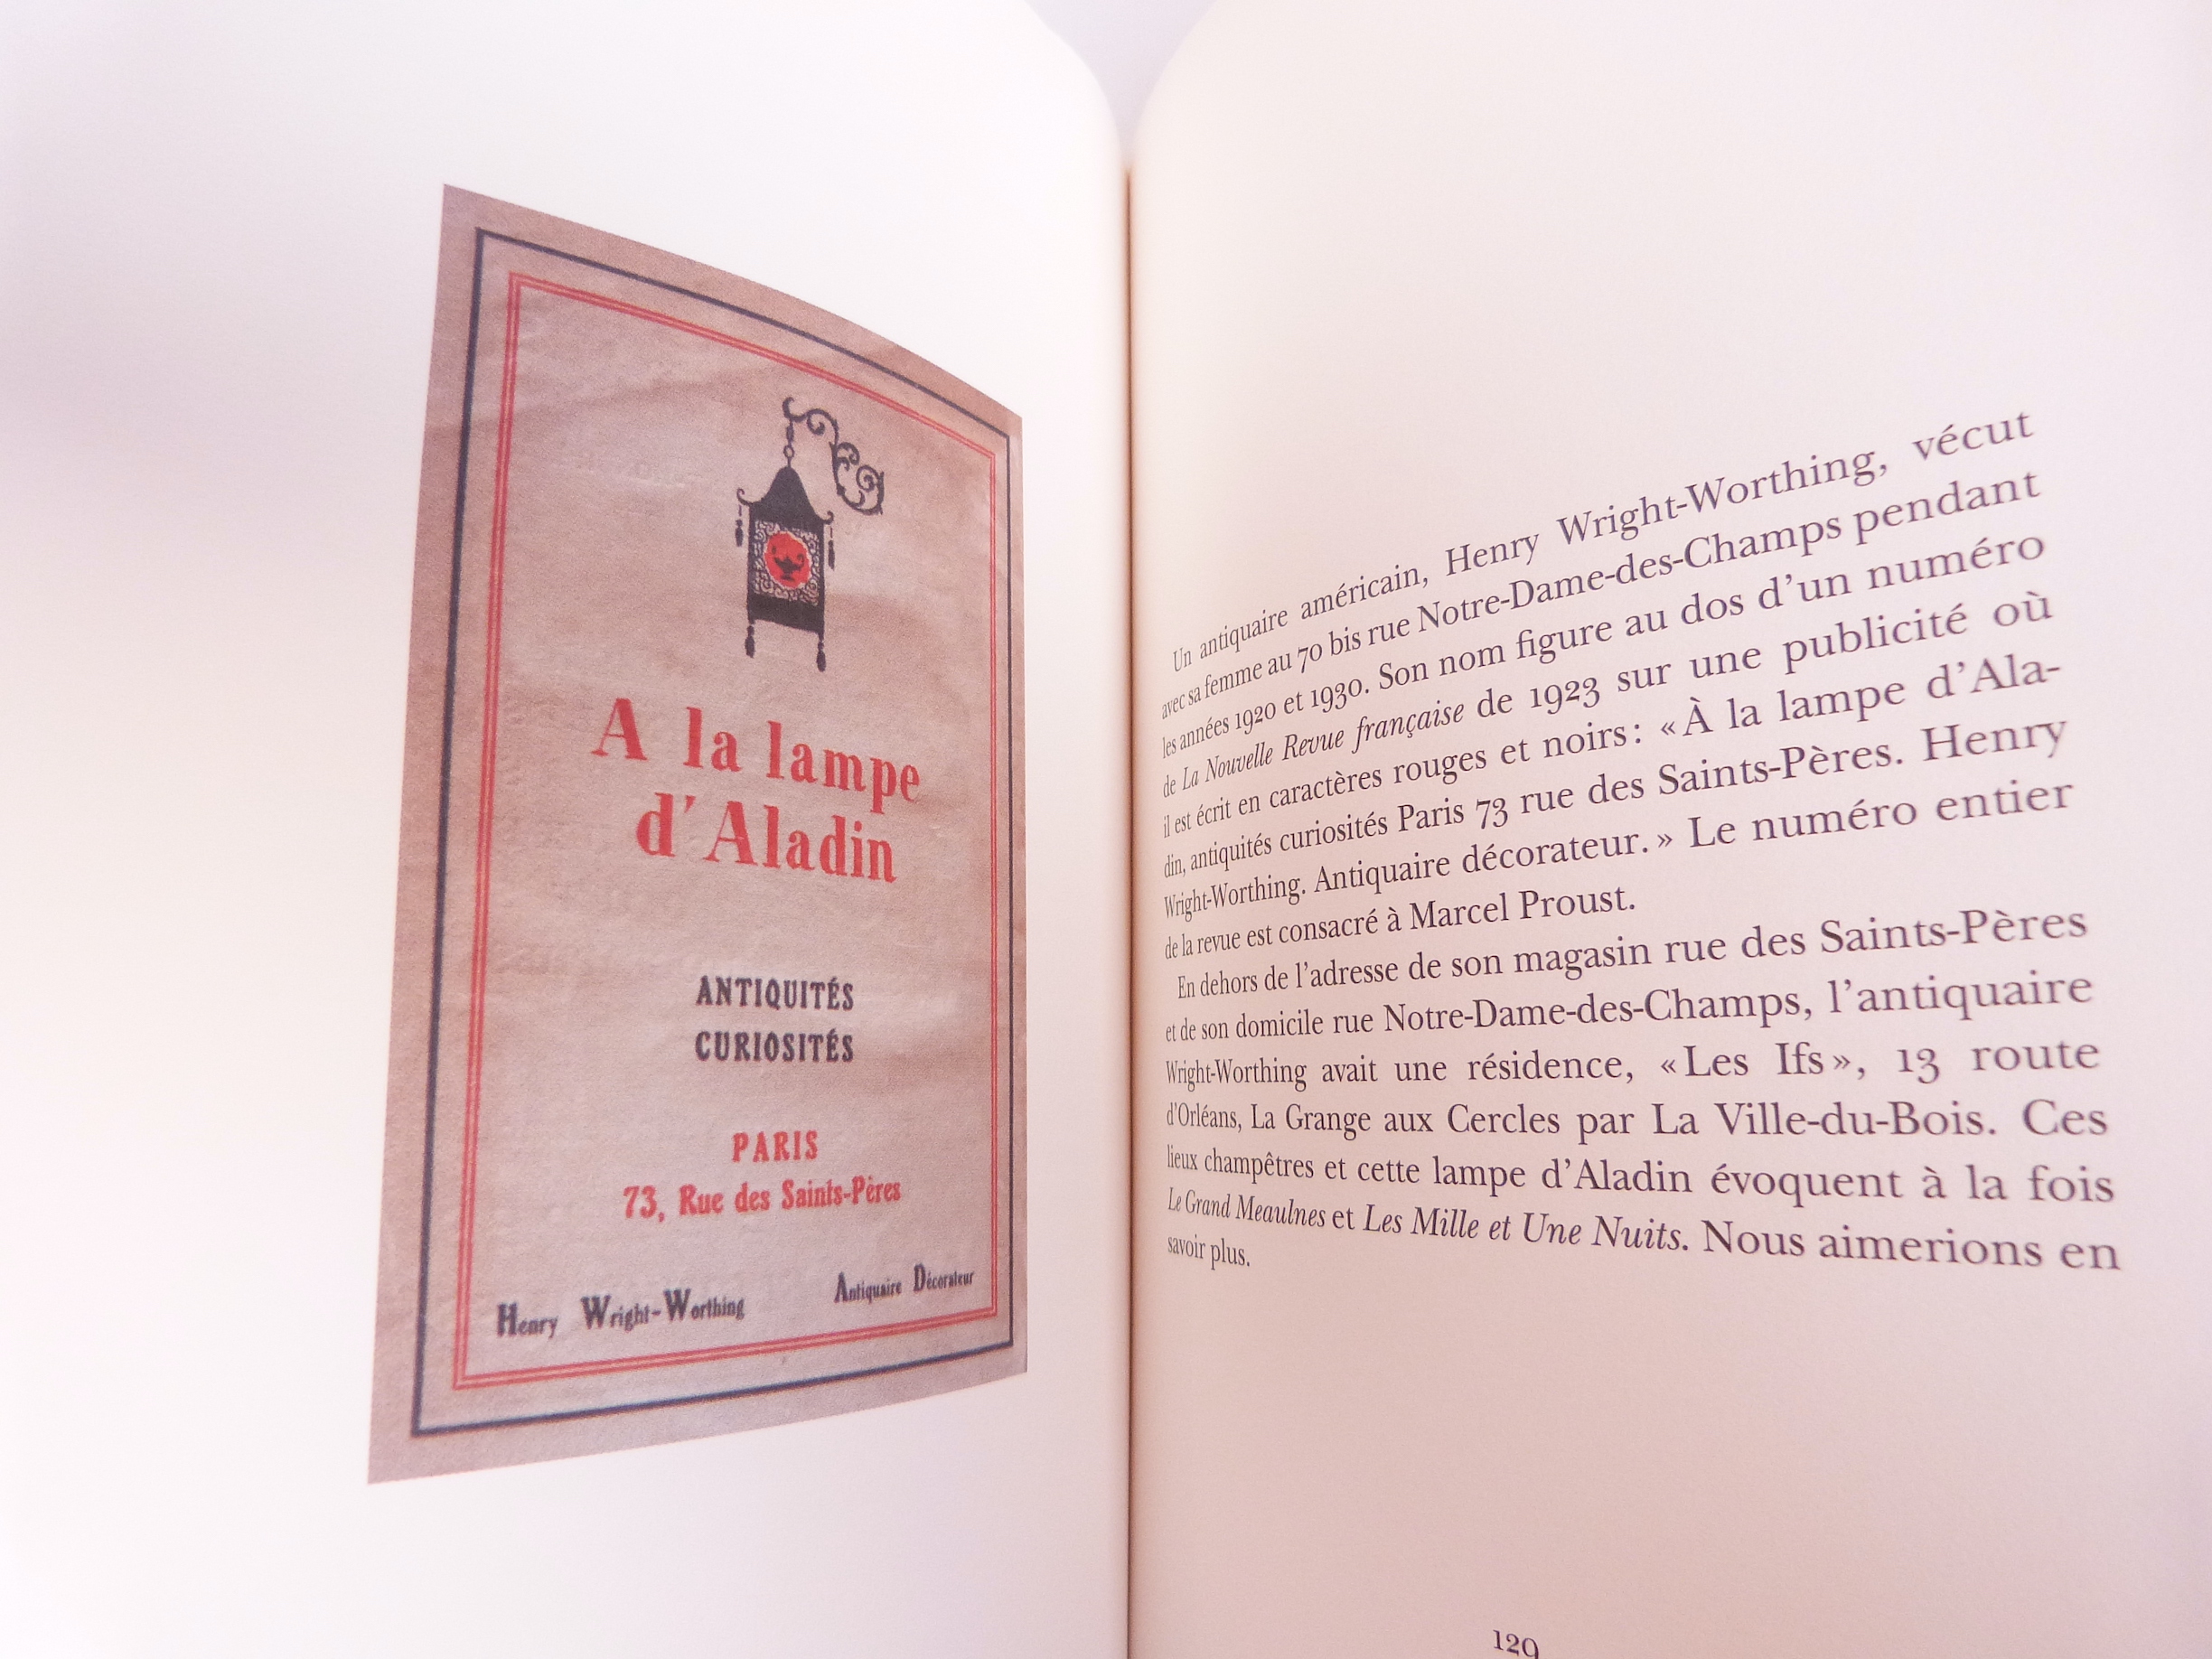 A la lampe
d'Aladin
ANTIQUITÉS
CURIOSITÉS
PARIS
73, Rue des Saints-Pères
Henry Wright-Worthing Antiquaire Décorateur
Un antiquaire américain, Henry Wright-Worthing, vécut
avec sa femme au 70 bis rue Notre-Dame-des-Champs pendant
les années 1920 et 1930. Son nom figure au dos d'un numéro
de La Nouvelle Revue française de 1923 sur une publicité où
il est écrit en caractères rouges et noirs : « À la lampe d'Ala-
din, antiquités curiosités Paris 73 rue des Saints-Pères. Henry
Wright-Worthing. Antiquaire décorateur. » Le numéro entier
de la revue est consacré à Marcel Proust.
En dehors de l'adresse de son magasin rue des Saints-Pères
et de son domicile rue Notre-Dame-des-Champs, l'antiquaire
Wright-Worthing avait une résidence, « Les Ifs », 13 route
d'Orléans, La Grange aux Cercles par La Ville-du-Bois. Ces
lieux champêtres et cette lampe d'Aladin évoquent à la fois
Le Grand Meaulnes et Les Mille et Une Nuits. Nous aimerions en
savoir plus.
129